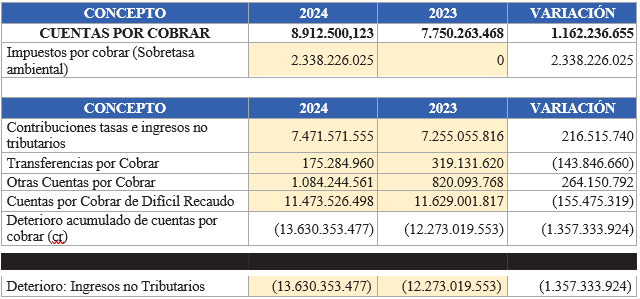 CONCEPTO 2024 2023 VARIACIÓN
CUENTAS POR COBRAR 8.912.500,123 7.750.263.468 1.162.236.655
Impuestos por cobrar (Sobretasa
ambiental) 2.338.226.025 0 2.338.226.025
CONCEPTO 2024 2023 VARIACIÓN
Contribuciones tasas e ingresos no
tributarios 7.471.571.555 7.255.055.816 216.515.740
Transferencias por Cobrar 175.284.960 319.131.620 (143.846.660)
Otras Cuentas por Cobrar 1.084.244.561 820.093.768 264.150.792
Cuentas por Cobrar de Difícil Recaudo 11.473.526.498 11.629.001.817 (155.475.319)
Deterioro acumulado de cuentas por
cobrar (cr) (13.630.353.477) (12.273.019.553) (1.357.333.924)
Deterioro: Ingresos no Tributarios (13.630.353.477) (12.273.019.553) (1.357.333.924)